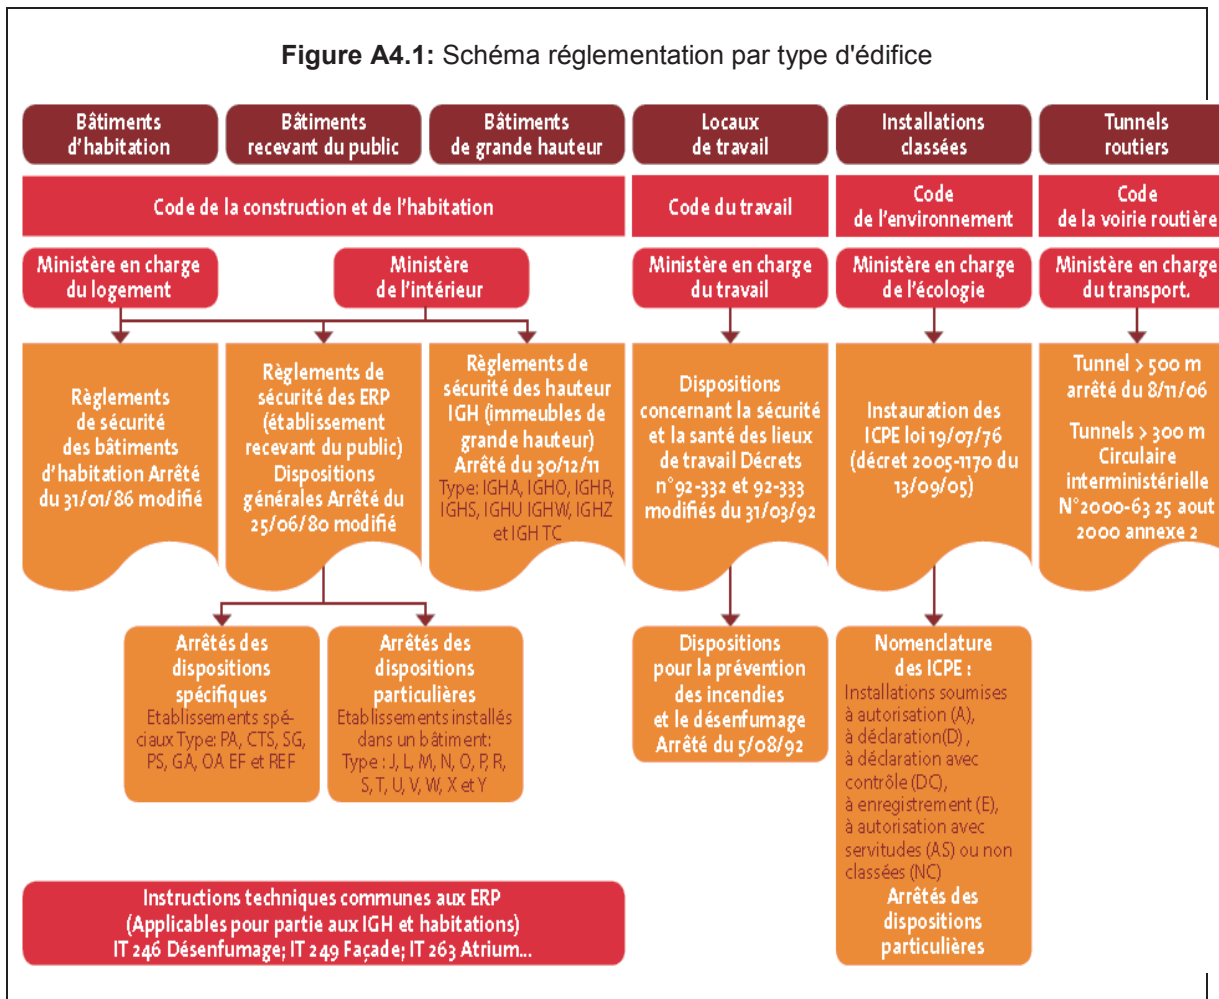 Figure A4.1: Schéma réglementation par type d'édifice
Bâtiments
d'habitation
Bâtiments
recevant du public
Bâtiments
de grande hauteur
Locaux
de travail
Installations
classées
Tunnels
routiers
Code de la construction et de l'habitation
Code du travail
Code
de l'environnement
Code
de la voirie routière
Ministère en charge
du logement
Ministère
de l'intérieur
Ministère en charge
du travail
Ministère en charge
de l'écologie
Ministère en charge
du transport.
Règlements
de sécurité
des bâtiments
d'habitation Arrêté
du 31/01/86 modifié
Règlements de
sécurité des ERP
(établissement
recevant du public)
Dispositions
générales Arrêté du
25/06/80 modifié
Règlements de
sécurité des hauteur
IGH (immeubles de
grande hauteur)
Arrêté du 30/12/11
Type: IGHA, IGHO, IGHR,
IGHS, IGHU IGHW, IGHZ
et IGH TC
Dispositions
concernant la sécurité
et la santé des lieux
de travail Décrets
n°92-332 et 92-333
modifiés du 31/03/92
Instauration des
ICPE loi 19/07/76
(décret 2005-1170 du
13/09/05)
Tunnel > 500 m
arrêté du 8/11/06
Tunnels > 300 m
Circulaire
interministérielle
N°2000-63 25 aout
2000 annexe 2
Arrêtés des
dispositions
spécifiques
Etablissements spé-
ciaux Type: PA, CTS, SG,
PS, GA, OA EF et REF
Arrêtés des
dispositions
particulières
Etablissements installés
dans un bâtiment:
Type : J, L, M, N, O, P, R,
S, T, U, V, W, X et Y
Dispositions
pour la prévention
des incendies
et le désenfumage
Arrêté du 5/08/92
Nomenclature
des ICPE :
Installations soumises
à autorisation (A),
à déclaration(D) ,
à déclaration avec
contrôle (DC),
à enregistrement (E),
à autorisation avec
servitudes (AS) ou non
classées (NC)
Arrêtés des
dispositions
particulières
Instructions techniques communes aux ERP
(Applicables pour partie aux IGH et habitations)
IT 246 Désenfumage; IT 249 Façade; IT 263 Atrium...